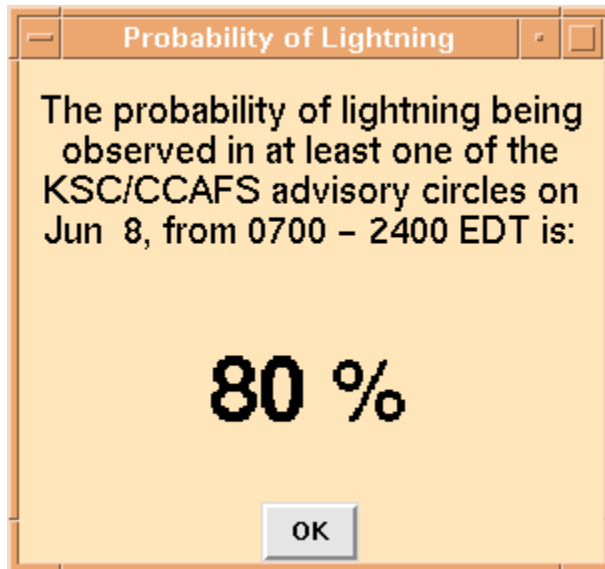 Probability of Lightning
The probability of lightning being
observed in at least one of the
KSC/CCAFS advisory circles on
Jun  8, from 0700 – 2400 EDT is:
80 %
OK